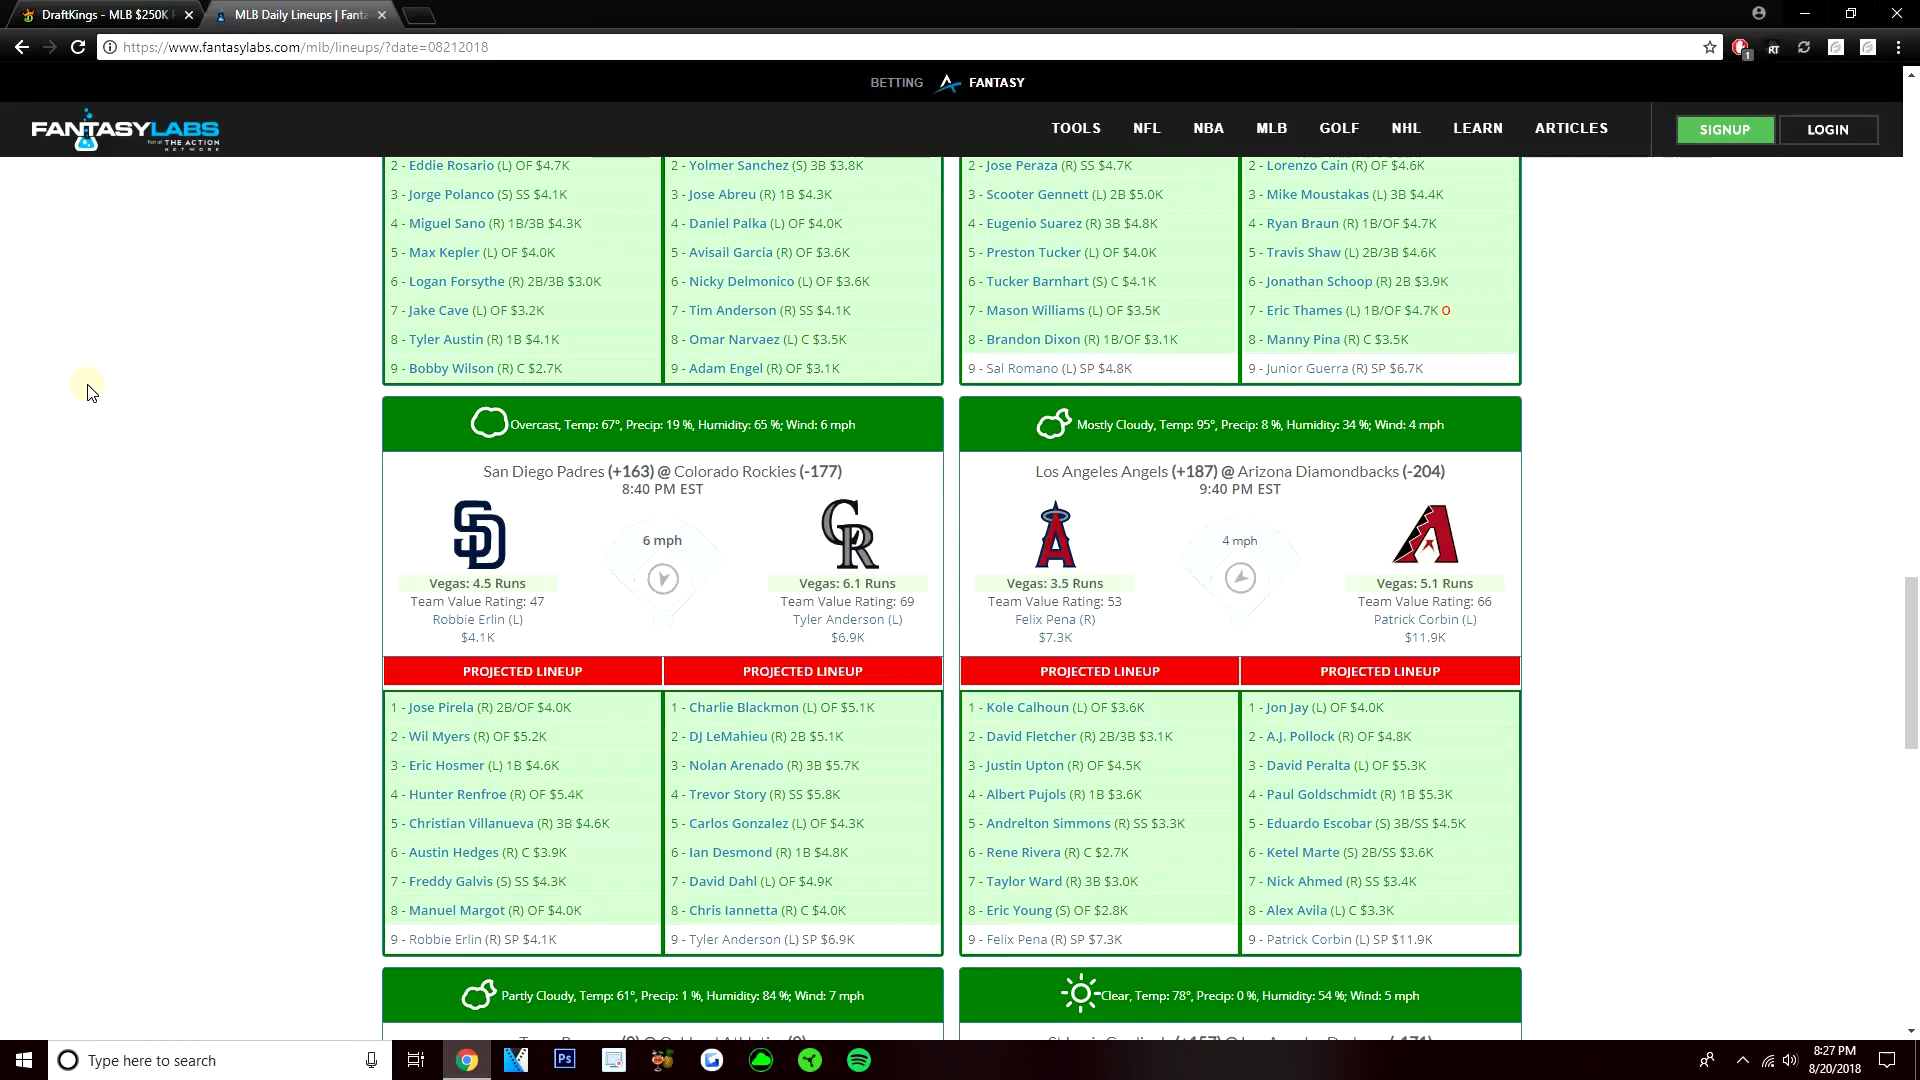 DraftKings - MLB $250K
MLB Daily Lineups | Fanta
https://www.fantasylabs.com/mlb/lineups/?date=08212018
1
RT
BETTING FANTASY
FANTASYLABS
Part of THE ACTION
NETWORK
TOOLS NFL NBA MLB GOLF NHL LEARN ARTICLES
SIGNUP LOGIN
2 - Eddie Rosario (L) OF $4.7K
3 - Jorge Polanco (S) SS $4.1K
4 - Miguel Sano (R) 1B/3B $4.3K
5 - Max Kepler (L) OF $4.0K
6 - Logan Forsythe (R) 2B/3B $3.0K
7 - Jake Cave (L) OF $3.2K
8 - Tyler Austin (R) 1B $4.1K
9 - Bobby Wilson (R) C $2.7K
2 - Yolmer Sanchez (S) 3B $3.8K
3 - Jose Abreu (R) 1B $4.3K
4 - Daniel Palka (L) OF $4.0K
5 - Avisail Garcia (R) OF $3.6K
6 - Nicky Delmonico (L) OF $3.6K
7 - Tim Anderson (R) SS $4.1K
8 - Omar Narvaez (L) C $3.5K
9 - Adam Engel (R) OF $3.1K
2 - Jose Peraza (R) SS $4.7K
3 - Scooter Gennett (L) 2B $5.0K
4 - Eugenio Suarez (R) 3B $4.8K
5 - Preston Tucker (L) OF $4.0K
6 - Tucker Barnhart (S) C $4.1K
7 - Mason Williams (L) OF $3.5K
8 - Brandon Dixon (R) 1B/OF $3.1K
9 - Sal Romano (L) SP $4.8K
2 - Lorenzo Cain (R) OF $4.6K
3 - Mike Moustakas (L) 3B $4.4K
4 - Ryan Braun (R) 1B/OF $4.7K
5 - Travis Shaw (L) 2B/3B $4.6K
6 - Jonathan Schoop (R) 2B $3.9K
7 - Eric Thames (L) 1B/OF $4.7K O
8 - Manny Pina (R) C $3.5K
9 - Junior Guerra (R) SP $6.7K
Overcast, Temp: 67°, Precip: 19 %, Humidity: 65 %; Wind: 6 mph
San Diego Padres (+163) @ Colorado Rockies (-177)
8:40 PM EST
SD
CR
6 mph
Vegas: 4.5 Runs
Team Value Rating: 47
Robbie Erlin (L)
$4.1K
Vegas: 6.1 Runs
Team Value Rating: 69
Tyler Anderson (L)
$6.9K
PROJECTED LINEUP
PROJECTED LINEUP
1 - Jose Pirela (R) 2B/OF $4.0K
2 - Wil Myers (R) OF $5.2K
3 - Eric Hosmer (L) 1B $4.6K
4 - Hunter Renfroe (R) OF $5.4K
5 - Christian Villanueva (R) 3B $4.6K
6 - Austin Hedges (R) C $3.9K
7 - Freddy Galvis (S) SS $4.3K
8 - Manuel Margot (R) OF $4.0K
9 - Robbie Erlin (R) SP $4.1K
1 - Charlie Blackmon (L) OF $5.1K
2 - DJ LeMahieu (R) 2B $5.1K
3 - Nolan Arenado (R) 3B $5.7K
4 - Trevor Story (R) SS $5.8K
5 - Carlos Gonzalez (L) OF $4.3K
6 - Ian Desmond (R) 1B $4.8K
7 - David Dahl (L) OF $4.9K
8 - Chris Iannetta (R) C $4.0K
9 - Tyler Anderson (L) SP $6.9K
Mostly Cloudy, Temp: 95°, Precip: 8 %, Humidity: 34 %; Wind: 4 mph
Los Angeles Angels (+187) @ Arizona Diamondbacks (-204)
9:40 PM EST
A
A
4 mph
Vegas: 3.5 Runs
Team Value Rating: 53
Felix Pena (R)
$7.3K
Vegas: 5.1 Runs
Team Value Rating: 66
Patrick Corbin (L)
$11.9K
PROJECTED LINEUP
PROJECTED LINEUP
1 - Kole Calhoun (L) OF $3.6K
2 - David Fletcher (R) 2B/3B $3.1K
3 - Justin Upton (R) OF $4.5K
4 - Albert Pujols (R) 1B $3.6K
5 - Andrelton Simmons (R) SS $3.3K
6 - Rene Rivera (R) C $2.7K
7 - Taylor Ward (R) 3B $3.0K
8 - Eric Young (S) OF $2.8K
9 - Felix Pena (R) SP $7.3K
1 - Jon Jay (L) OF $4.0K
2 - A.J. Pollock (R) OF $4.8K
3 - David Peralta (L) OF $5.3K
4 - Paul Goldschmidt (R) 1B $5.3K
5 - Eduardo Escobar (S) 3B/SS $4.5K
6 - Ketel Marte (S) 2B/SS $3.6K
7 - Nick Ahmed (R) SS $3.4K
8 - Alex Avila (L) C $3.3K
9 - Patrick Corbin (L) SP $11.9K
Partly Cloudy, Temp: 61°, Precip: 1 %, Humidity: 84 %; Wind: 7 mph
Clear, Temp: 78°, Precip: 0 %, Humidity: 54 %; Wind: 5 mph
Type here to search
Ps
8:27 PM
8/20/2018